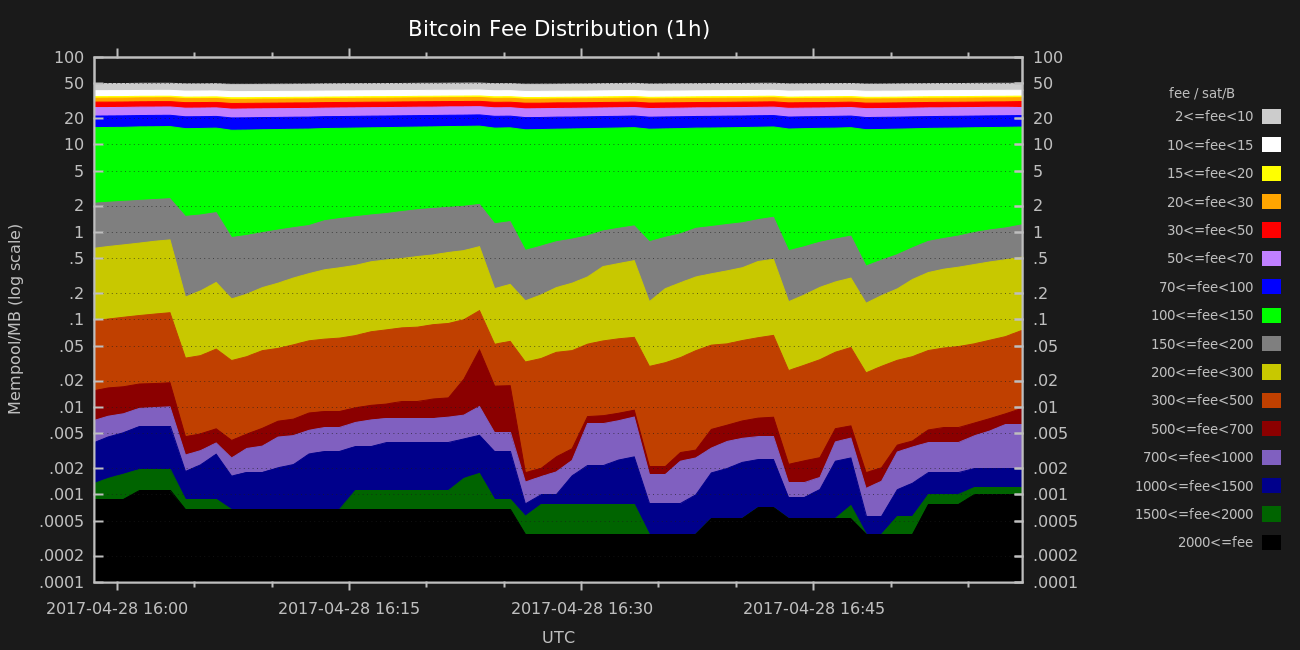 Bitcoin Fee Distribution (1h)
Mempool/MB (log scale)
100
50
20
10
5
2
1
.5
.2
.1
.05
.02
.01
.005
.002
.001
.0005
.0002
.0001
100
50
20
10
5
2
1
.5
.2
.1
.05
.02
.01
.005
.002
.001
.0005
.0002
.0001
2017-04-28 16:00 2017-04-28 16:15 2017-04-28 16:30 2017-04-28 16:45
UTC
fee / sat/B
2<=fee<10
10<=fee<15
15<=fee<20
20<=fee<30
30<=fee<50
50<=fee<70
70<=fee<100
100<=fee<150
150<=fee<200
200<=fee<300
300<=fee<500
500<=fee<700
700<=fee<1000
1000<=fee<1500
1500<=fee<2000
2000<=fee